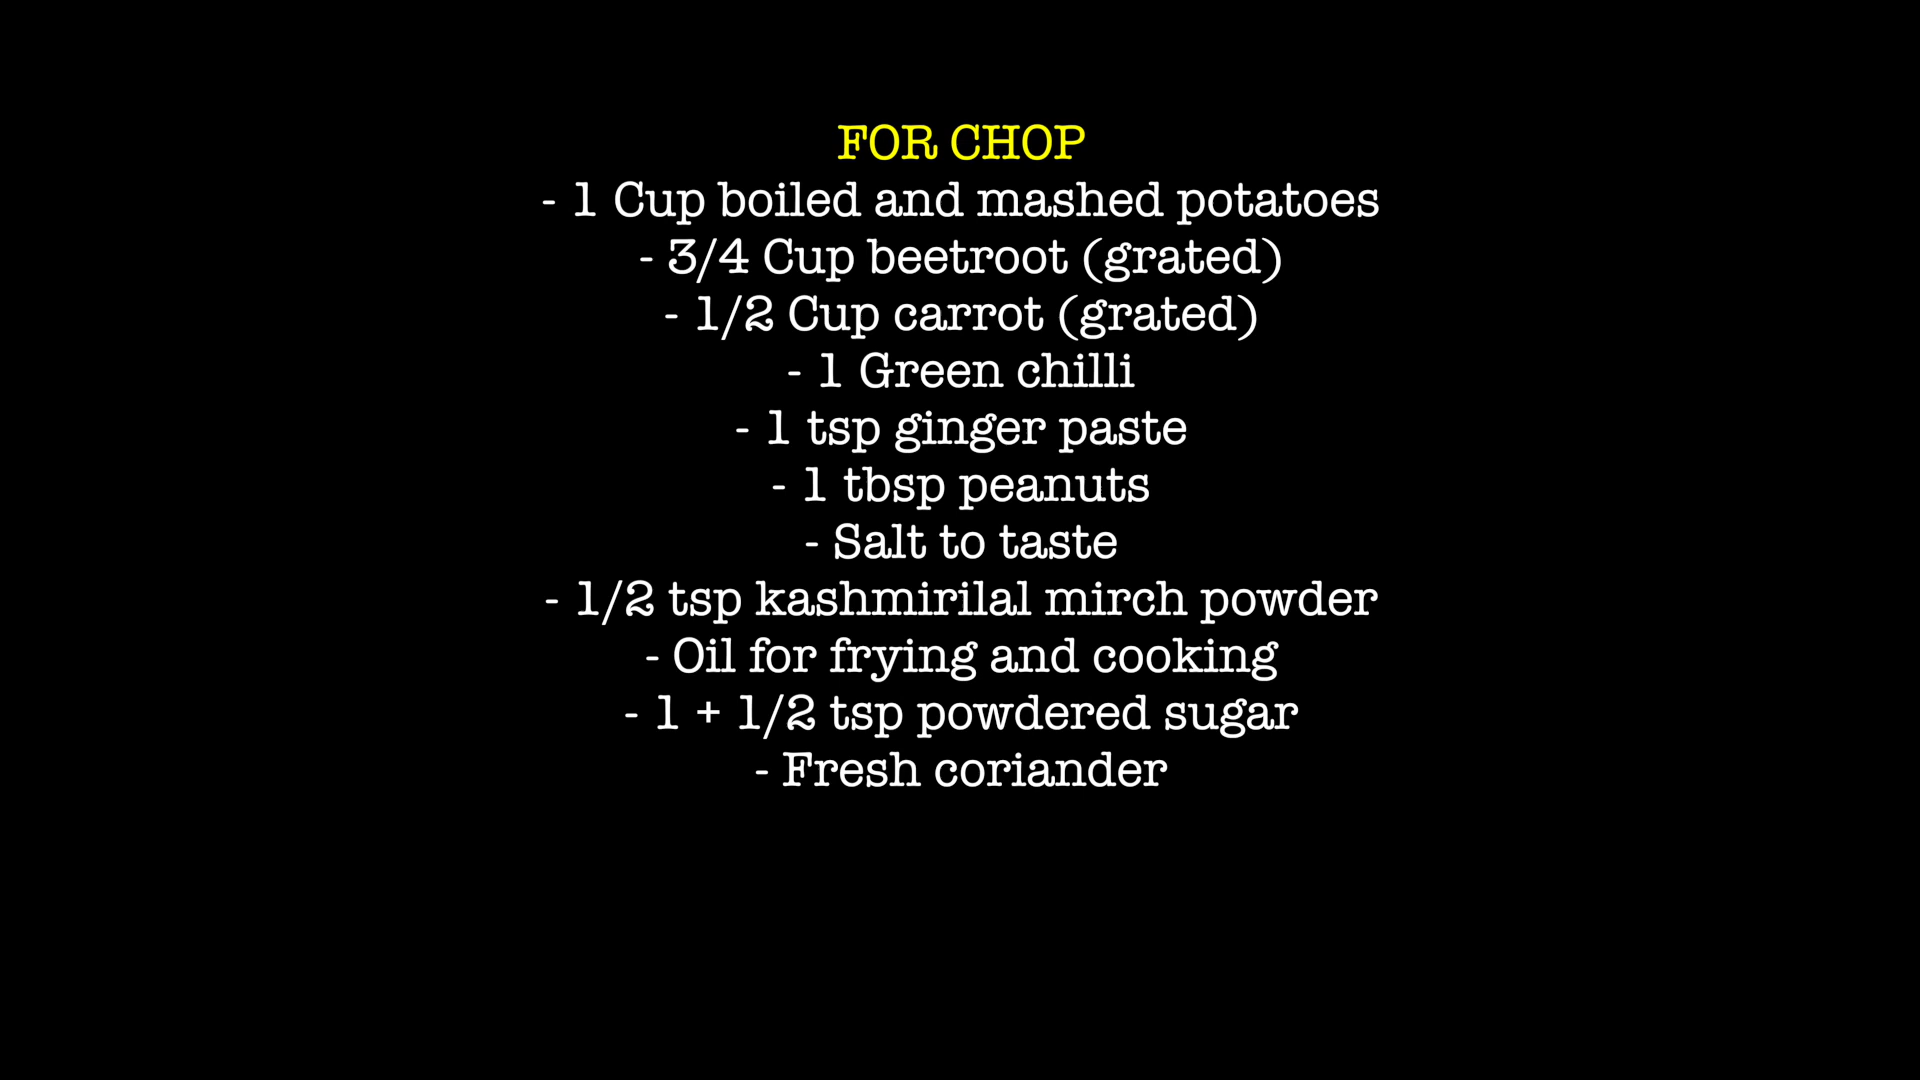 FOR CHOP
- 1 Cup boiled and mashed potatoes
- 3/4 Cup beetroot (grated)
- 1/2 Cup carrot (grated)
- 1 Green chilli
- 1 tsp ginger paste
- 1 tbsp peanuts
- Salt to taste
- 1/2 tsp kashmirilal mirch powder
- Oil for frying and cooking
- 1 + 1/2 tsp powdered sugar
- Fresh coriander